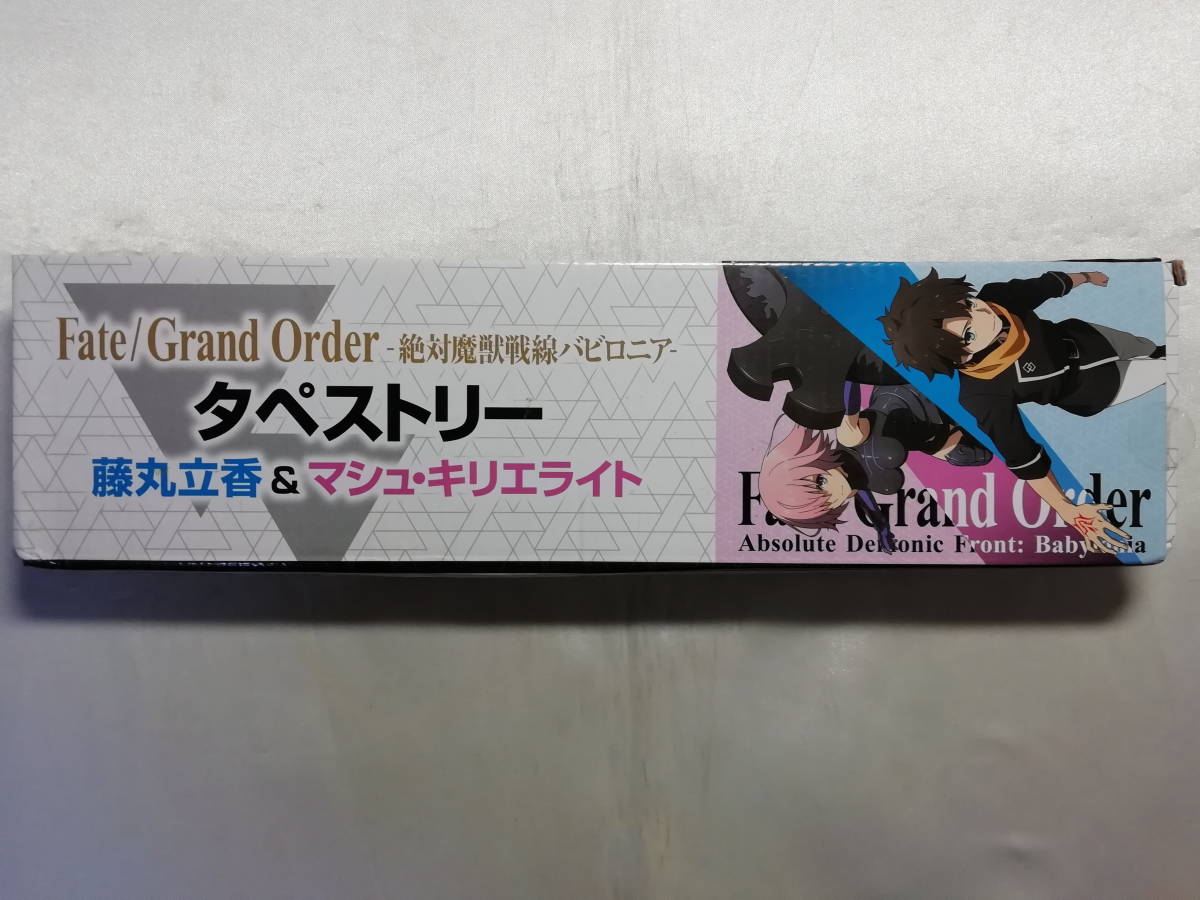 Fate/Grand Order -絶対魔獣戦線バビロニア-
タペストリー
藤丸立香 & マシュ・キリエライト
Grand Order
Absolute Front: